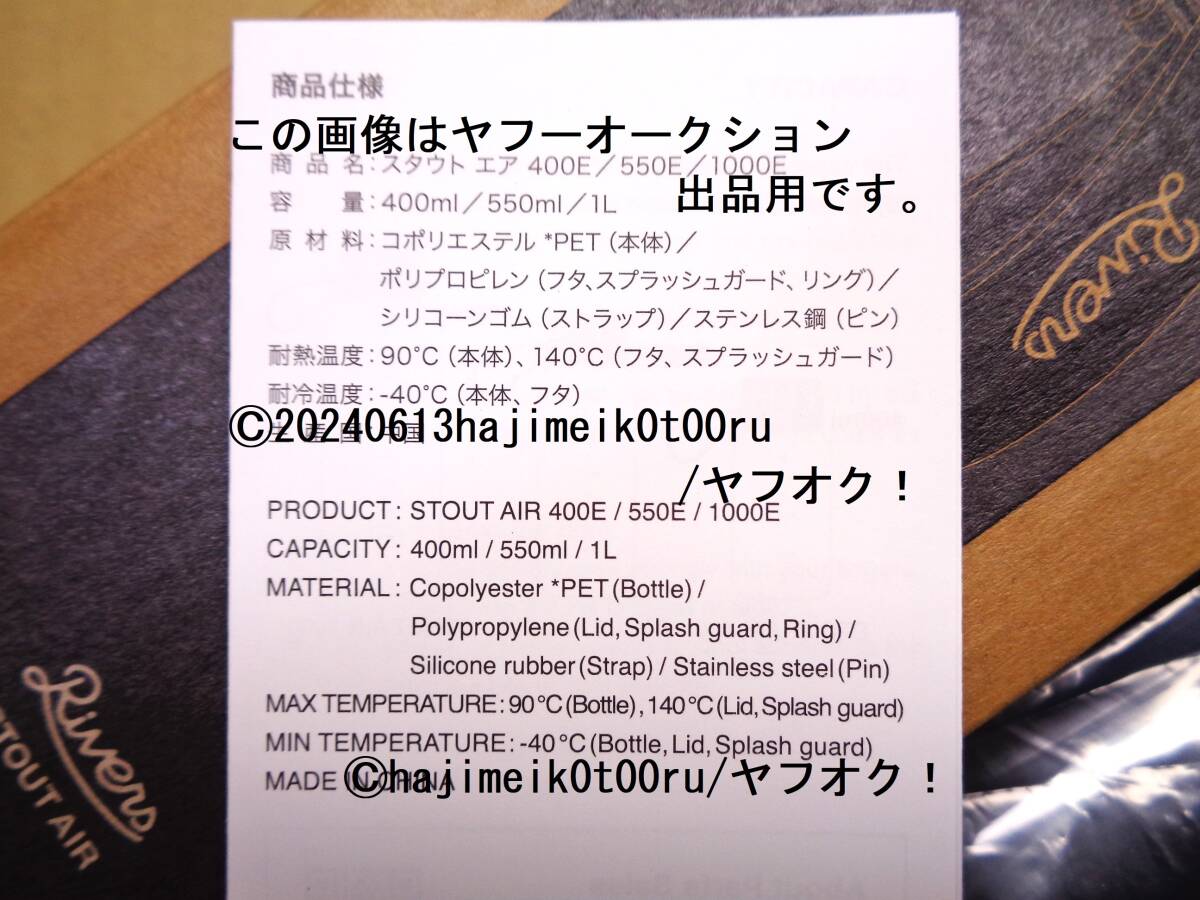 商品仕様
この画像はヤフーオークション
商品名：スタウト エア 400E／550E／1000E
出品用です。
容量：400ml／550ml／1L
原材料：コポリエステル *PET（本体）／
ポリプロピレン（フタ、スプラッシュガード、リング）／
シリコーンゴム（ストラップ）／ステンレス鋼（ピン）
耐熱温度：90°C（本体）、140°C（フタ、スプラッシュガード）
耐冷温度：-40°C（本体、フタ）
©20240613hajimeik0t00ru
生産国：中国
/ヤフオク！
PRODUCT: STOUT AIR 400E / 550E / 1000E
CAPACITY: 400ml / 550ml / 1L
MATERIAL: Copolyester *PET (Bottle) /
Polypropylene (Lid, Splash guard, Ring) /
Silicone rubber (Strap) / Stainless steel (Pin)
MAX TEMPERATURE: 90°C (Bottle), 140°C (Lid, Splash guard)
MIN TEMPERATURE: -40°C (Bottle, Lid, Splash guard)
MADE IN CHINA
©hajimeik0t00ru/ヤフオク！
Rivers
Rivers
STOUT AIR